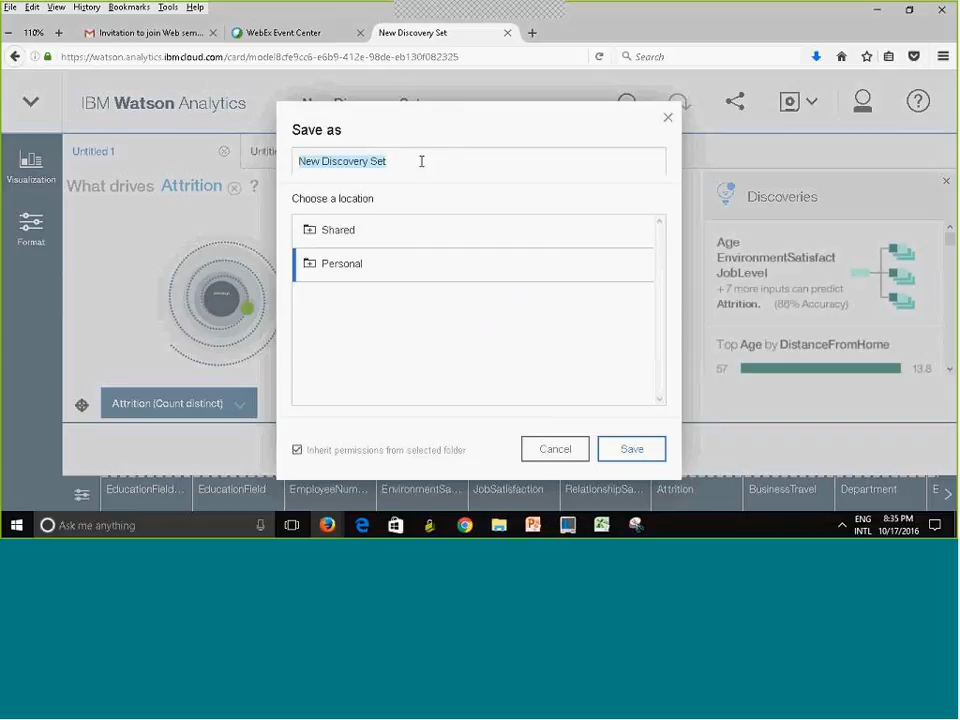 File Edit View History Bookmarks Tools Help
110% Invitation to join Web sem... WebEx Event Center New Discovery Set
https://watson.analytics.ibmcloud.com/card/model8cfe9cc6-e6b9-412e-98de-eb130f082325 Search
IBM Watson Analytics
Untitled 1
Visualization
What drives Attrition ?
Format
Attrition (Count distinct)
Save as
New Discovery Set
Choose a location
Shared
Personal
Inherit permissions from selected folder
Cancel
Save
Discoveries
Age
EnvironmentSatisfact
JobLevel
+ 7 more inputs can predict
Attrition. (86% Accuracy)
Top Age by DistanceFromHome
57 13.8
EducationField... EducationField EmployeeNum... EnvironmentSa... JobSatisfaction RelationshipSa... Attrition BusinessTravel Department E
Ask me anything
ENG 8:35 PM
INTL 10/17/2016